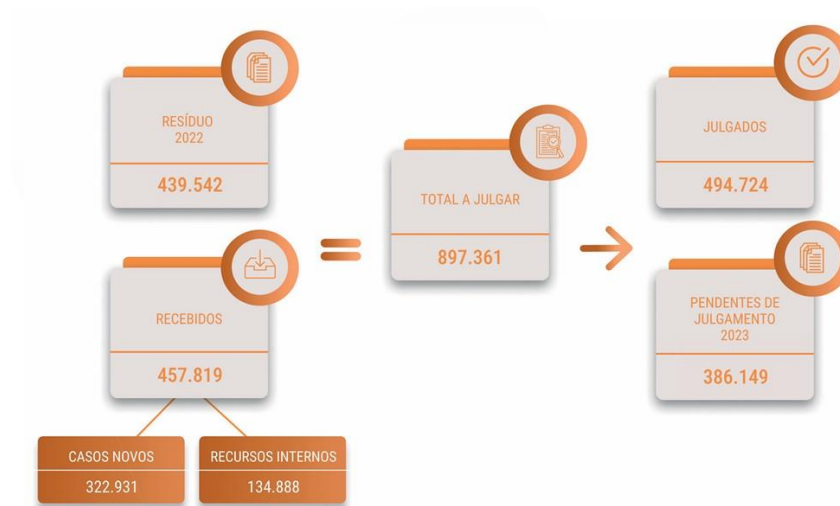 RESÍDUO
2022
439.542
RECEBIDOS
457.819
CASOS NOVOS
322.931
RECURSOS INTERNOS
134.888
=
TOTAL A JULGAR
897.361
JULGADOS
494.724
PENDENTES DE
JULGAMENTO
2023
386.149